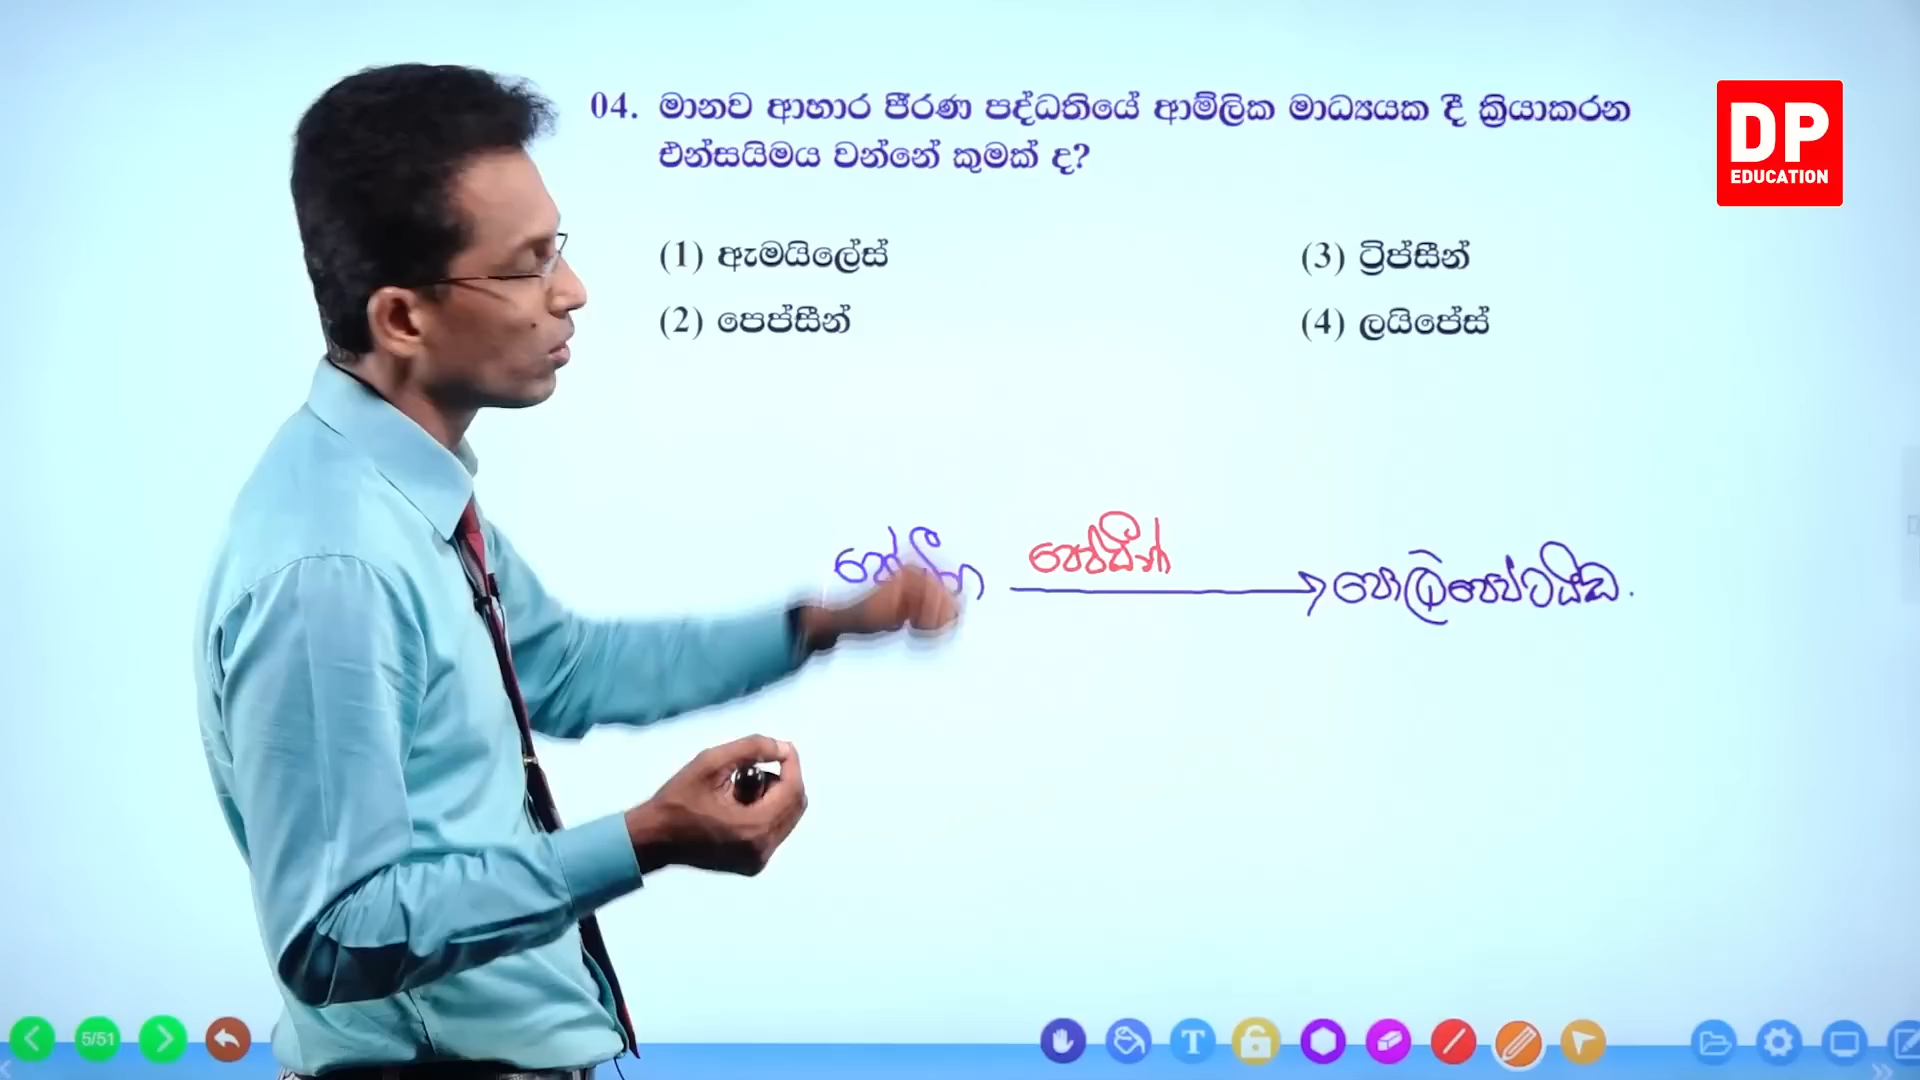 04. මානව ආහාර ජීරණ පද්ධතියේ ආම්ලික මාධ්‍යයක දී ක්‍රියාකරන
එන්සයිමය වන්නේ කුමක් ද?
(1) ඇමයිලේස්
(3) ට්‍රිප්සීන්
(2) පෙප්සීන්
(4) ලයිපේස්
DP
EDUCATION
පෙප්සීන්
පොලිපෙප්ටයිඩ.
5/51
T